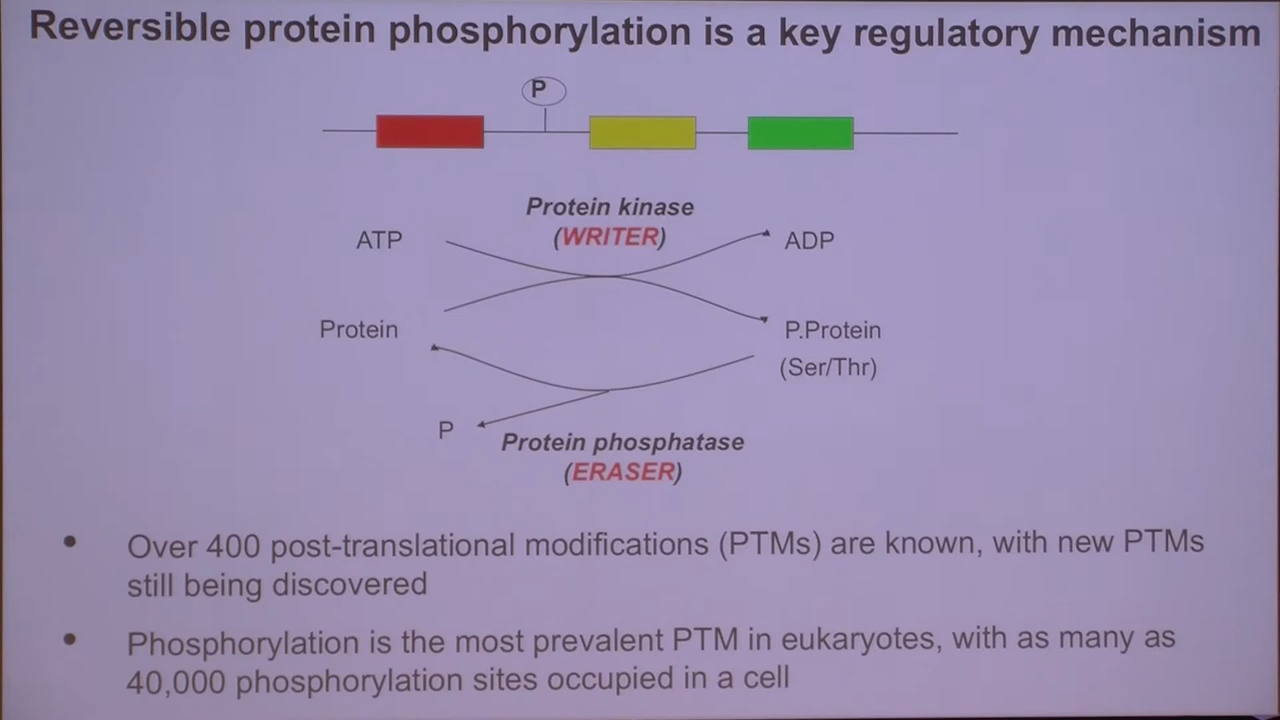 Reversible protein phosphorylation is a key regulatory mechanism
P
Protein kinase
(WRITER)
ATP
ADP
Protein
P.Protein
(Ser/Thr)
P
Protein phosphatase
(ERASER)
• Over 400 post-translational modifications (PTMs) are known, with new PTMs
still being discovered
• Phosphorylation is the most prevalent PTM in eukaryotes, with as many as
40,000 phosphorylation sites occupied in a cell